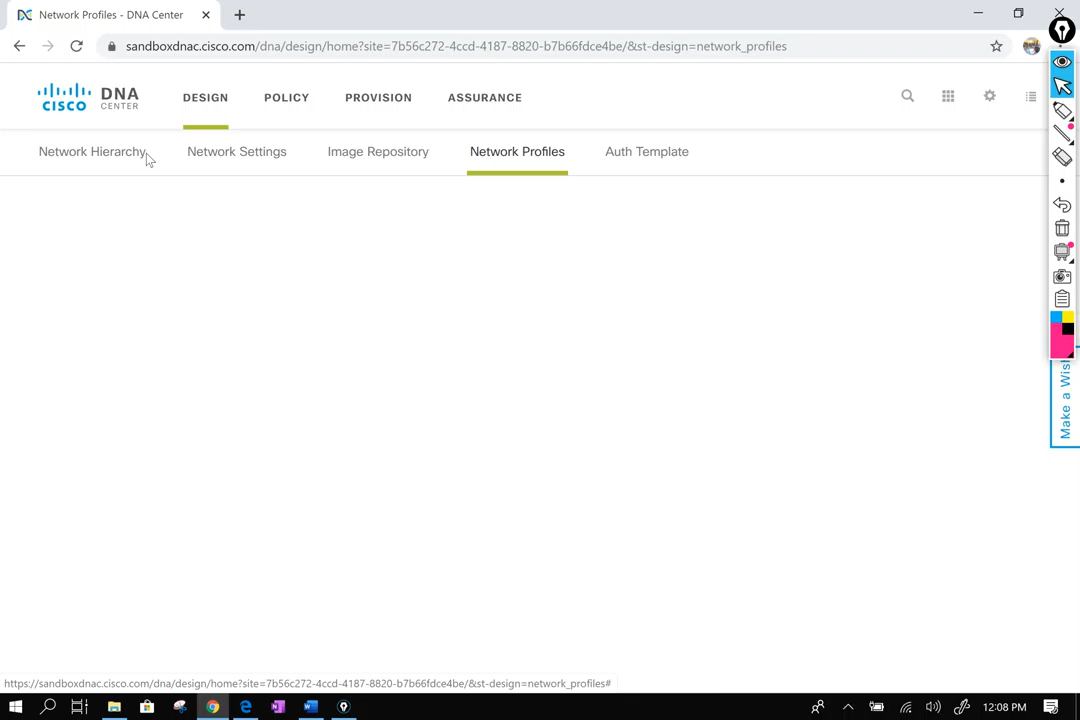 Network Profiles - DNA Center
sandboxdnac.cisco.com/dna/design/home?site=7b56c272-4ccd-4187-8820-b7b66fdce4be/&st-design=network_profiles
CISCO DNA CENTER
DESIGN POLICY PROVISION ASSURANCE
Network Hierarchy Network Settings Image Repository Network Profiles Auth Template
Make a Wish
https://sandboxdnac.cisco.com/dna/design/home?site=7b56c272-4ccd-4187-8820-b7b66fdce4be/&st-design=network_profiles#
12:08 PM